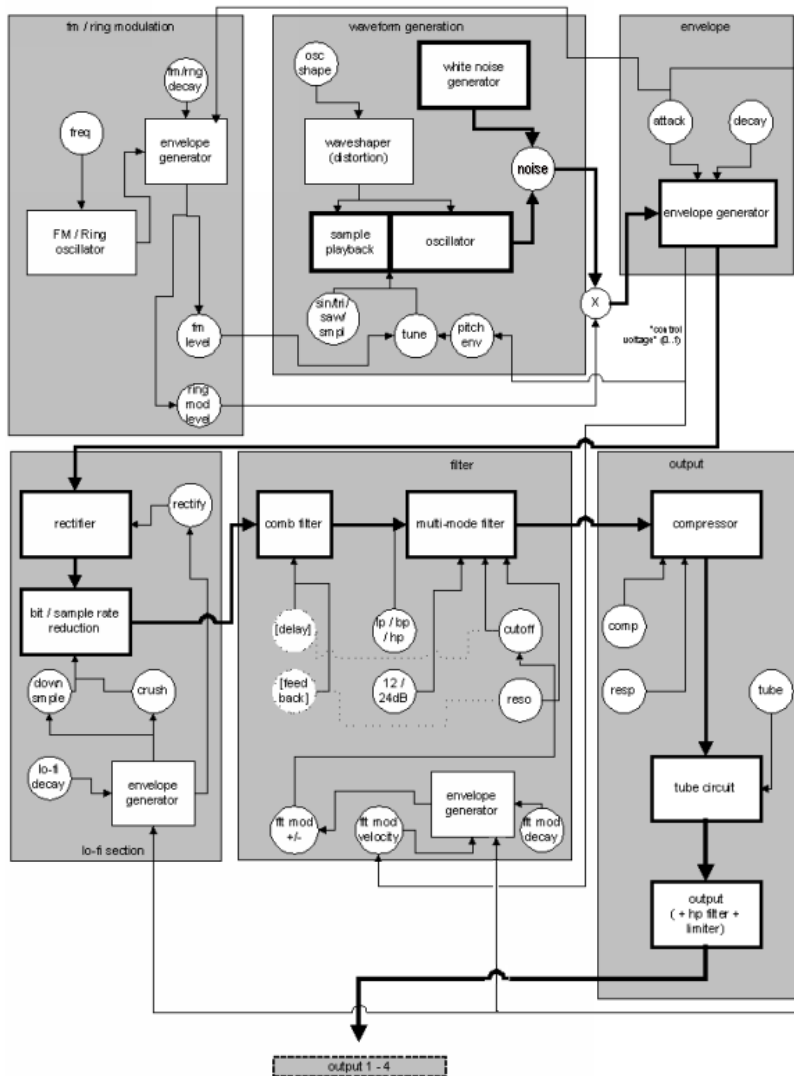 fm / ring modulation
fm/rng
decay
freq
envelope
generator
FM / Ring
oscillator
fm
level
ring
mod
level
waveform generation
osc
shape
white noise
generator
waveshaper
(distortion)
noise
sample
playback
oscillator
sin/tri/
saw/
smpl
tune
pitch
env
X
envelope
attack
decay
envelope generator
"control
voltage" (0..1)
rectifier
rectify
bit / sample rate
reduction
down
smple
crush
lo-fi
decay
envelope
generator
lo-fi section
filter
comb filter
multi-mode filter
[delay]
lp / bp
/ hp
cutoff
[feed
back]
12 /
24dB
reso
flt mod
+/-
flt mod
velocity
envelope
generator
flt mod
decay
output
compressor
comp
resp
tube
tube circuit
output
( + hp filter +
limiter)
output 1 - 4